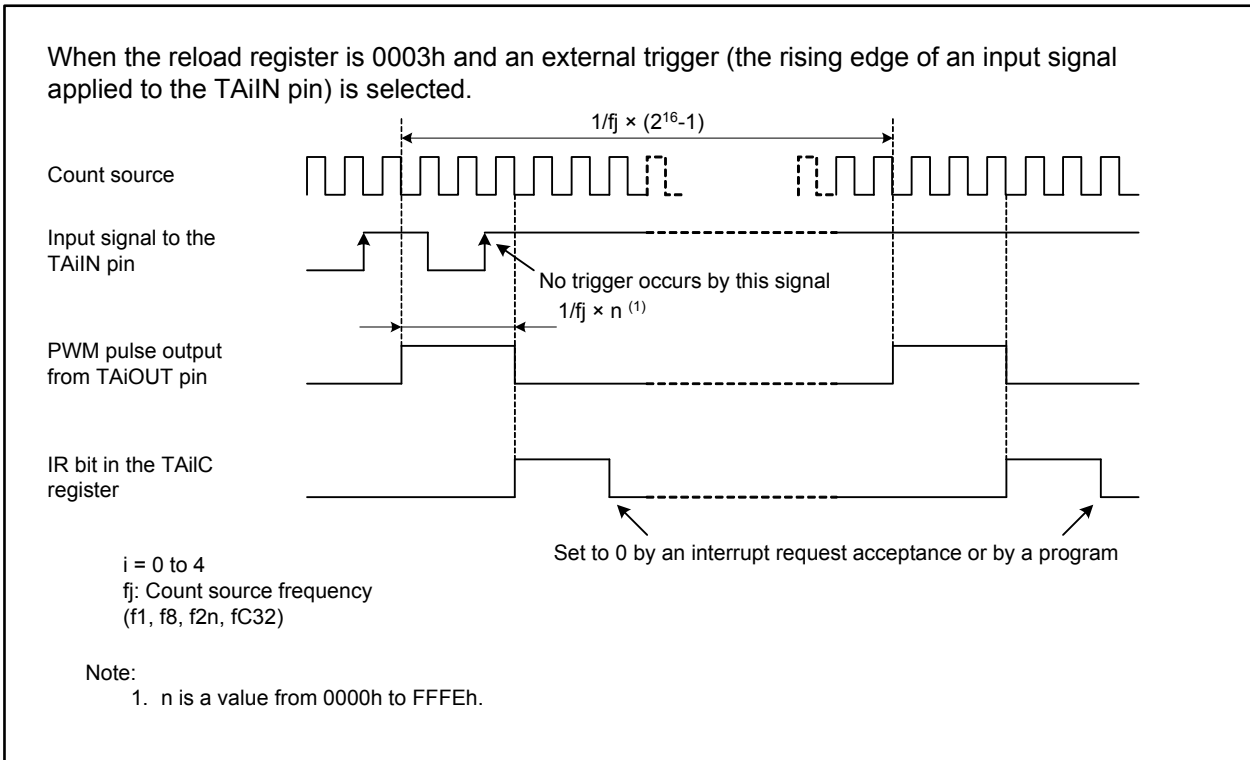 When the reload register is 0003h and an external trigger (the rising edge of an input signal
applied to the TAiIN pin) is selected.
1/fj × (2¹⁶-1)
Count source
Input signal to the
TAiIN pin
No trigger occurs by this signal
1/fj × n ⁽¹⁾
PWM pulse output
from TAiOUT pin
IR bit in the TAiIC
register
Set to 0 by an interrupt request acceptance or by a program
i = 0 to 4
fj: Count source frequency
(f1, f8, f2n, fC32)
Note:
1. n is a value from 0000h to FFFEh.